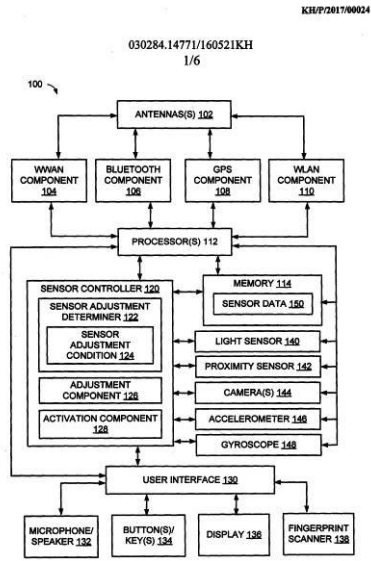 KH/P/2017/00024
030284.14771/160521KH
1/6
100
ANTENNAS(S) 102
WWAN
COMPONENT
104
BLUETOOTH
COMPONENT
106
GPS
COMPONENT
108
WLAN
COMPONENT
110
PROCESSOR(S) 112
SENSOR CONTROLLER 120
SENSOR ADJUSTMENT
DETERMINER 122
SENSOR
ADJUSTMENT
CONDITION 124
ADJUSTMENT
COMPONENT 126
ACTIVATION COMPONENT
128
MEMORY 114
SENSOR DATA 150
LIGHT SENSOR 140
PROXIMITY SENSOR 142
CAMERA(S) 144
ACCELEROMETER 146
GYROSCOPE 148
USER INTERFACE 130
MICROPHONE/
SPEAKER 132
BUTTON(S)/
KEY(S) 134
DISPLAY 136
FINGERPRINT
SCANNER 138